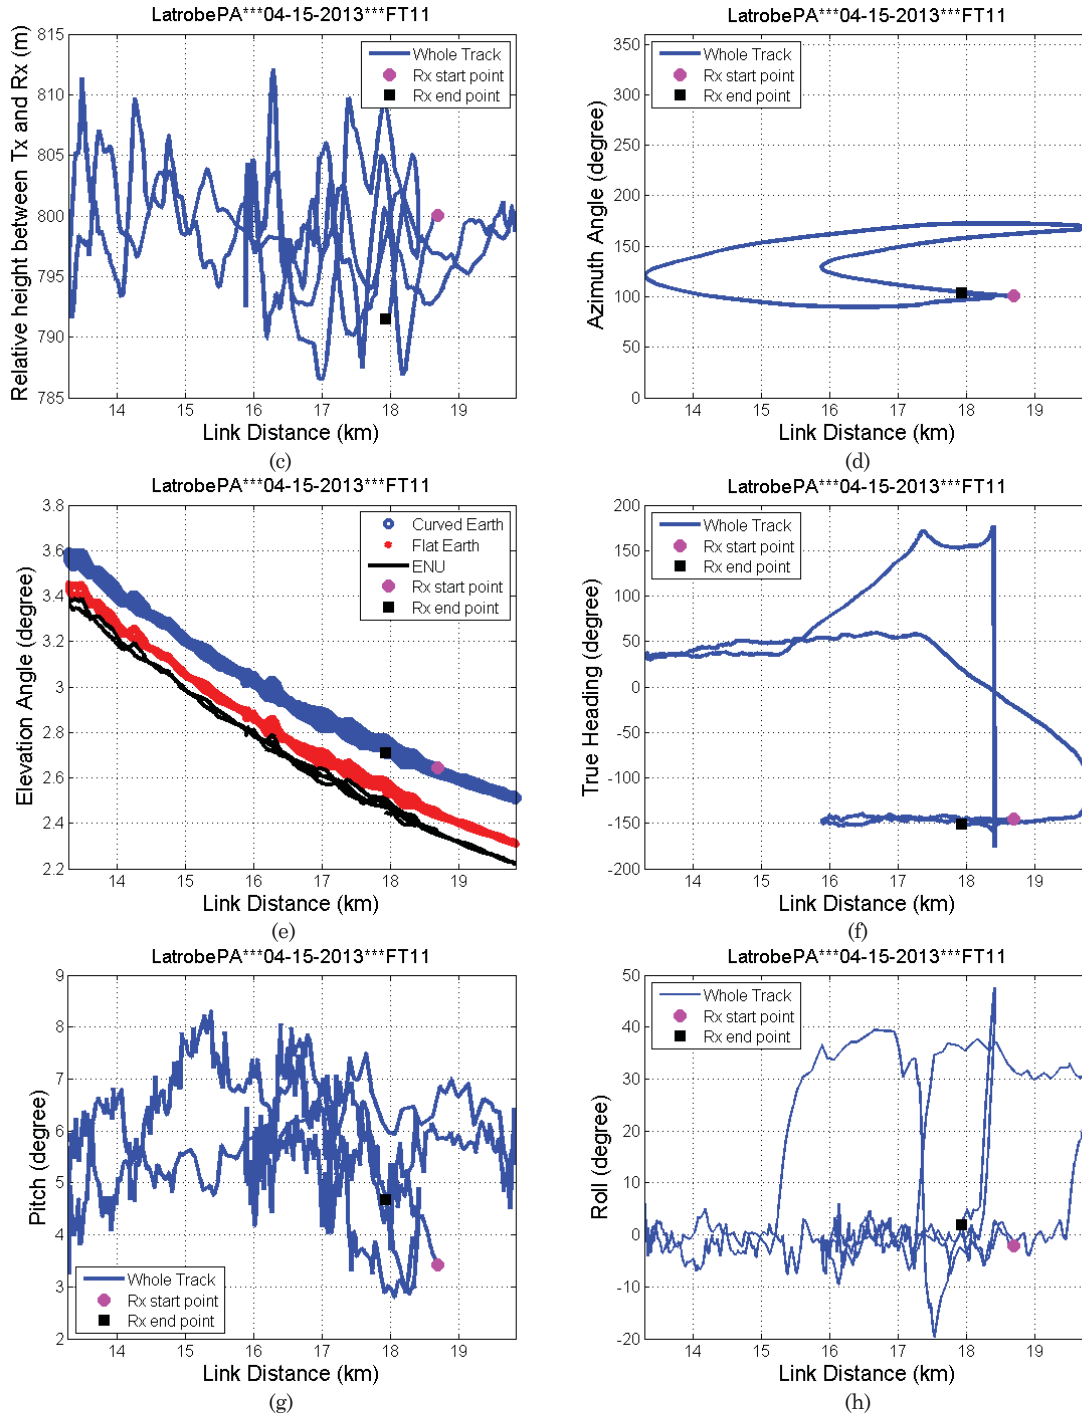 LatrobePA***04-15-2013***FT11
Relative height between Tx and Rx (m)
815
810
805
800
795
790
785
Whole Track
Rx start point
Rx end point
14 15 16 17 18 19
Link Distance (km)
(c)
LatrobePA***04-15-2013***FT11
Azimuth Angle (degree)
350
300
250
200
150
100
50
0
Whole Track
Rx start point
Rx end point
14 15 16 17 18 19
Link Distance (km)
(d)
LatrobePA***04-15-2013***FT11
Elevation Angle (degree)
3.8
3.6
3.4
3.2
3
2.8
2.6
2.4
2.2
Curved Earth
Flat Earth
ENU
Rx start point
Rx end point
14 15 16 17 18 19
Link Distance (km)
(e)
LatrobePA***04-15-2013***FT11
True Heading (degree)
200
150
100
50
0
-50
-100
-150
-200
Whole Track
Rx start point
Rx end point
14 15 16 17 18 19
Link Distance (km)
(f)
LatrobePA***04-15-2013***FT11
Pitch (degree)
9
8
7
6
5
4
3
2
Whole Track
Rx start point
Rx end point
14 15 16 17 18 19
Link Distance (km)
(g)
LatrobePA***04-15-2013***FT11
Roll (degree)
50
40
30
20
10
0
-10
-20
Whole Track
Rx start point
Rx end point
14 15 16 17 18 19
Link Distance (km)
(h)